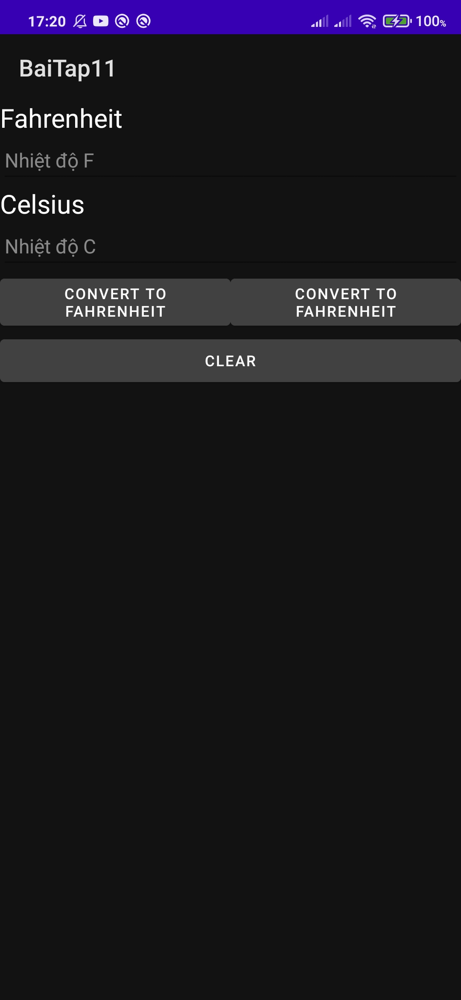 17:20 100%
BaiTap11
Fahrenheit
Nhiệt độ F
Celsius
Nhiệt độ C
CONVERT TO
FAHRENHEIT
CONVERT TO
FAHRENHEIT
CLEAR